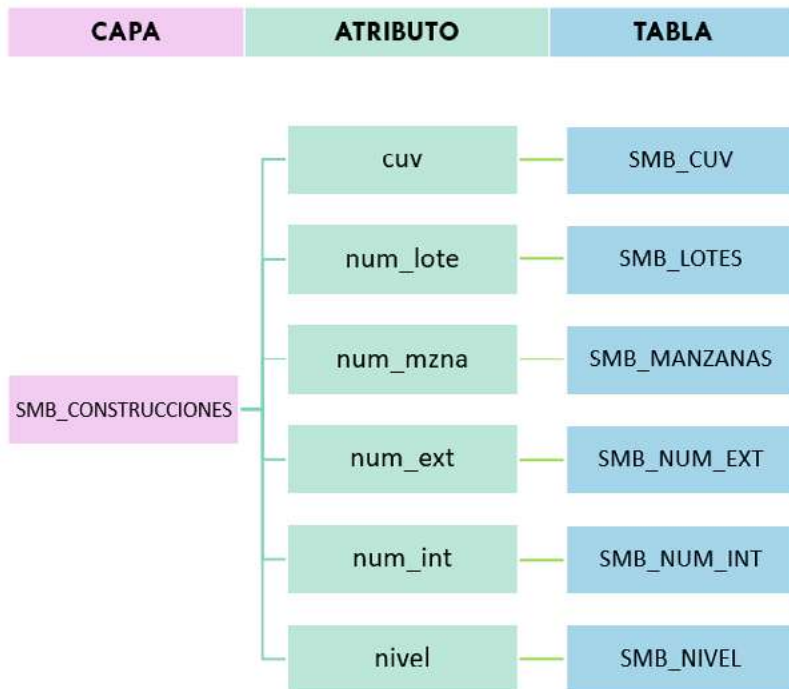 CAPA ATRIBUTO TABLA
cuv SMB_CUV
num_lote SMB_LOTES
num_mzna SMB_MANZANAS
SMB_CONSTRUCCIONES
num_ext SMB_NUM_EXT
num_int SMB_NUM_INT
nivel SMB_NIVEL